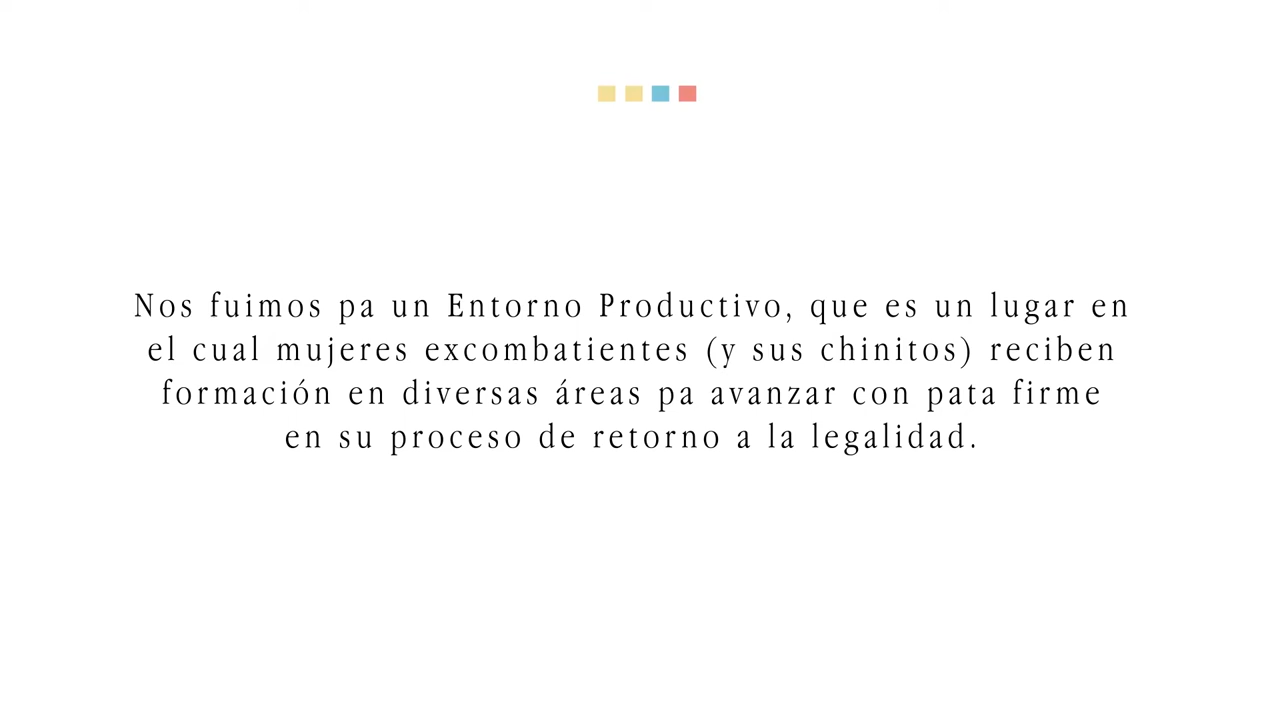 Nos fuimos pa un Entorno Productivo, que es un lugar en
el cual mujeres excombatientes (y sus chinitos) reciben
formación en diversas áreas pa avanzar con pata firme
en su proceso de retorno a la legalidad.